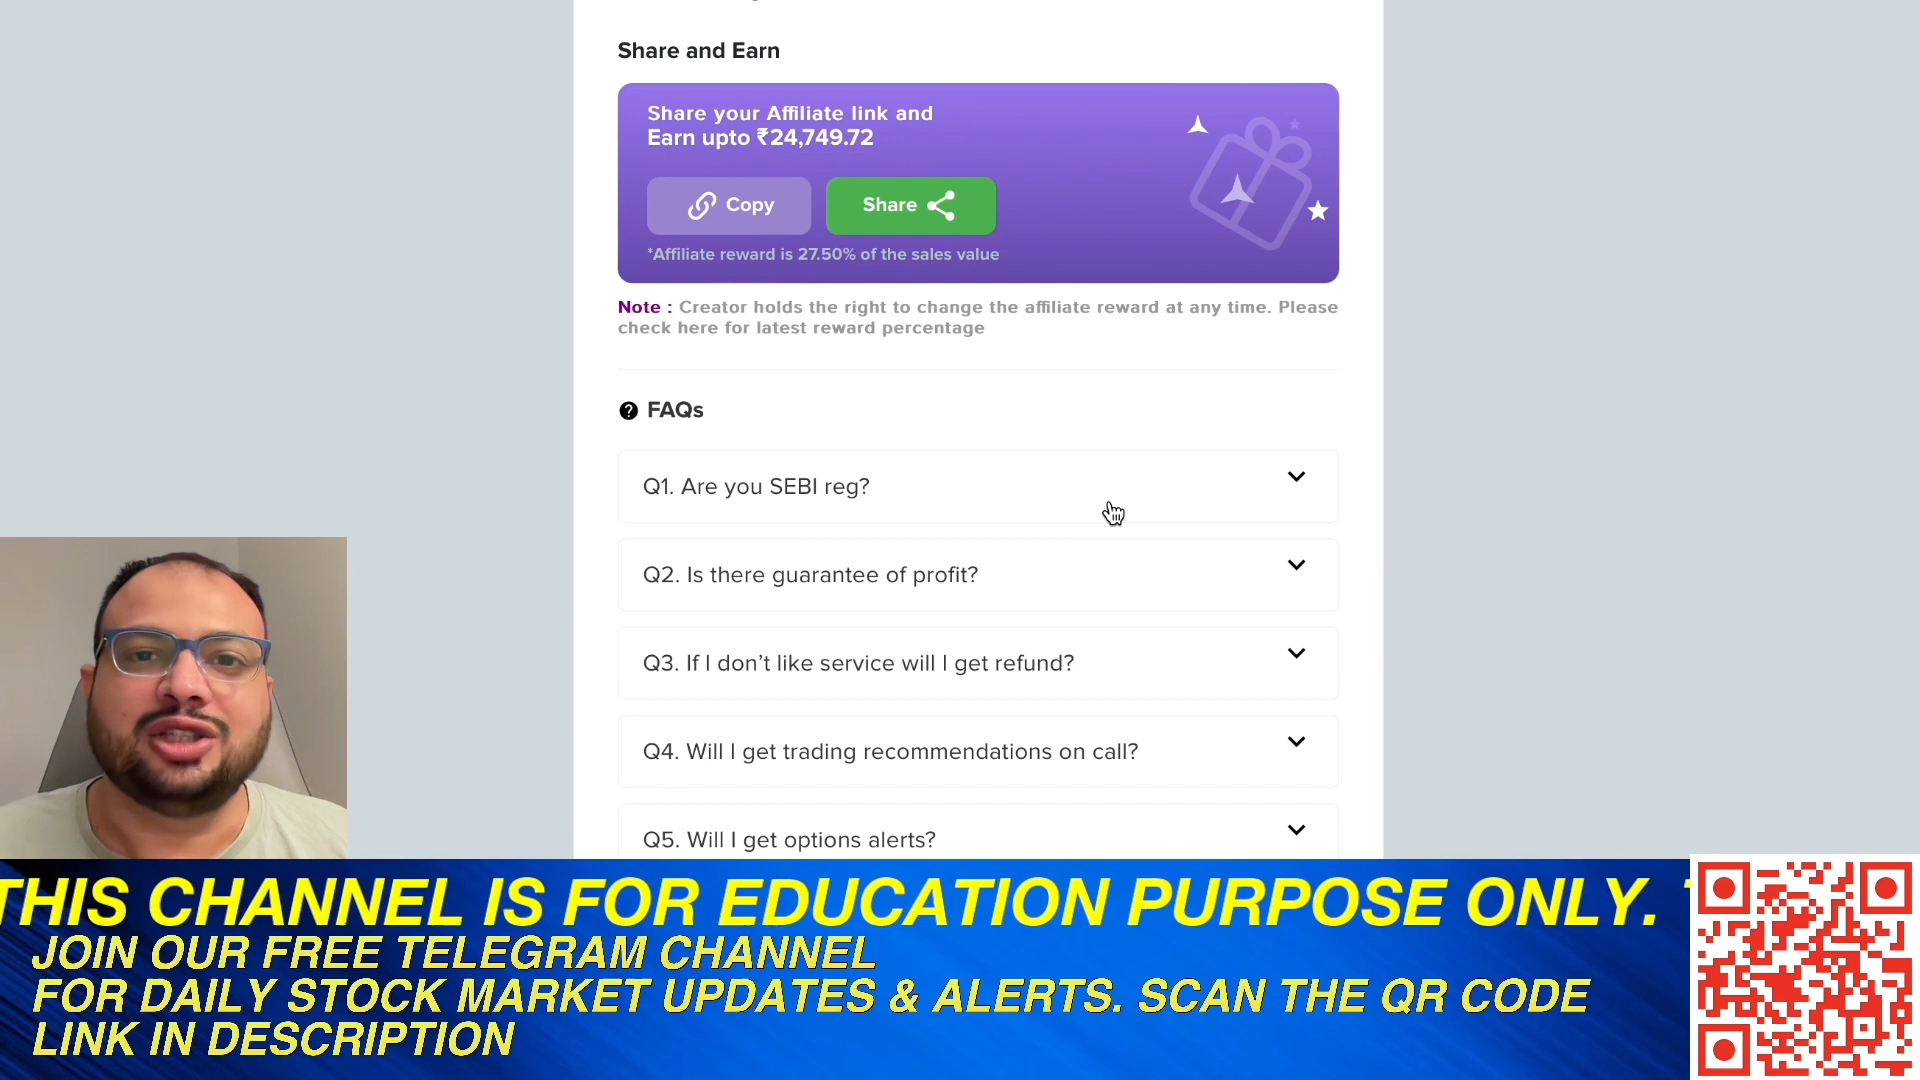 Share and Earn
Share your Affiliate link and
Earn upto ₹24,749.72
Copy
Share
*Affiliate reward is 27.50% of the sales value
Note : Creator holds the right to change the affiliate reward at any time. Please
check here for latest reward percentage
FAQs
Q1. Are you SEBI reg?
Q2. Is there guarantee of profit?
Q3. If I don’t like service will I get refund?
Q4. Will I get trading recommendations on call?
Q5. Will I get options alerts?
THIS CHANNEL IS FOR EDUCATION PURPOSE ONLY.
JOIN OUR FREE TELEGRAM CHANNEL
FOR DAILY STOCK MARKET UPDATES & ALERTS. SCAN THE QR CODE
LINK IN DESCRIPTION